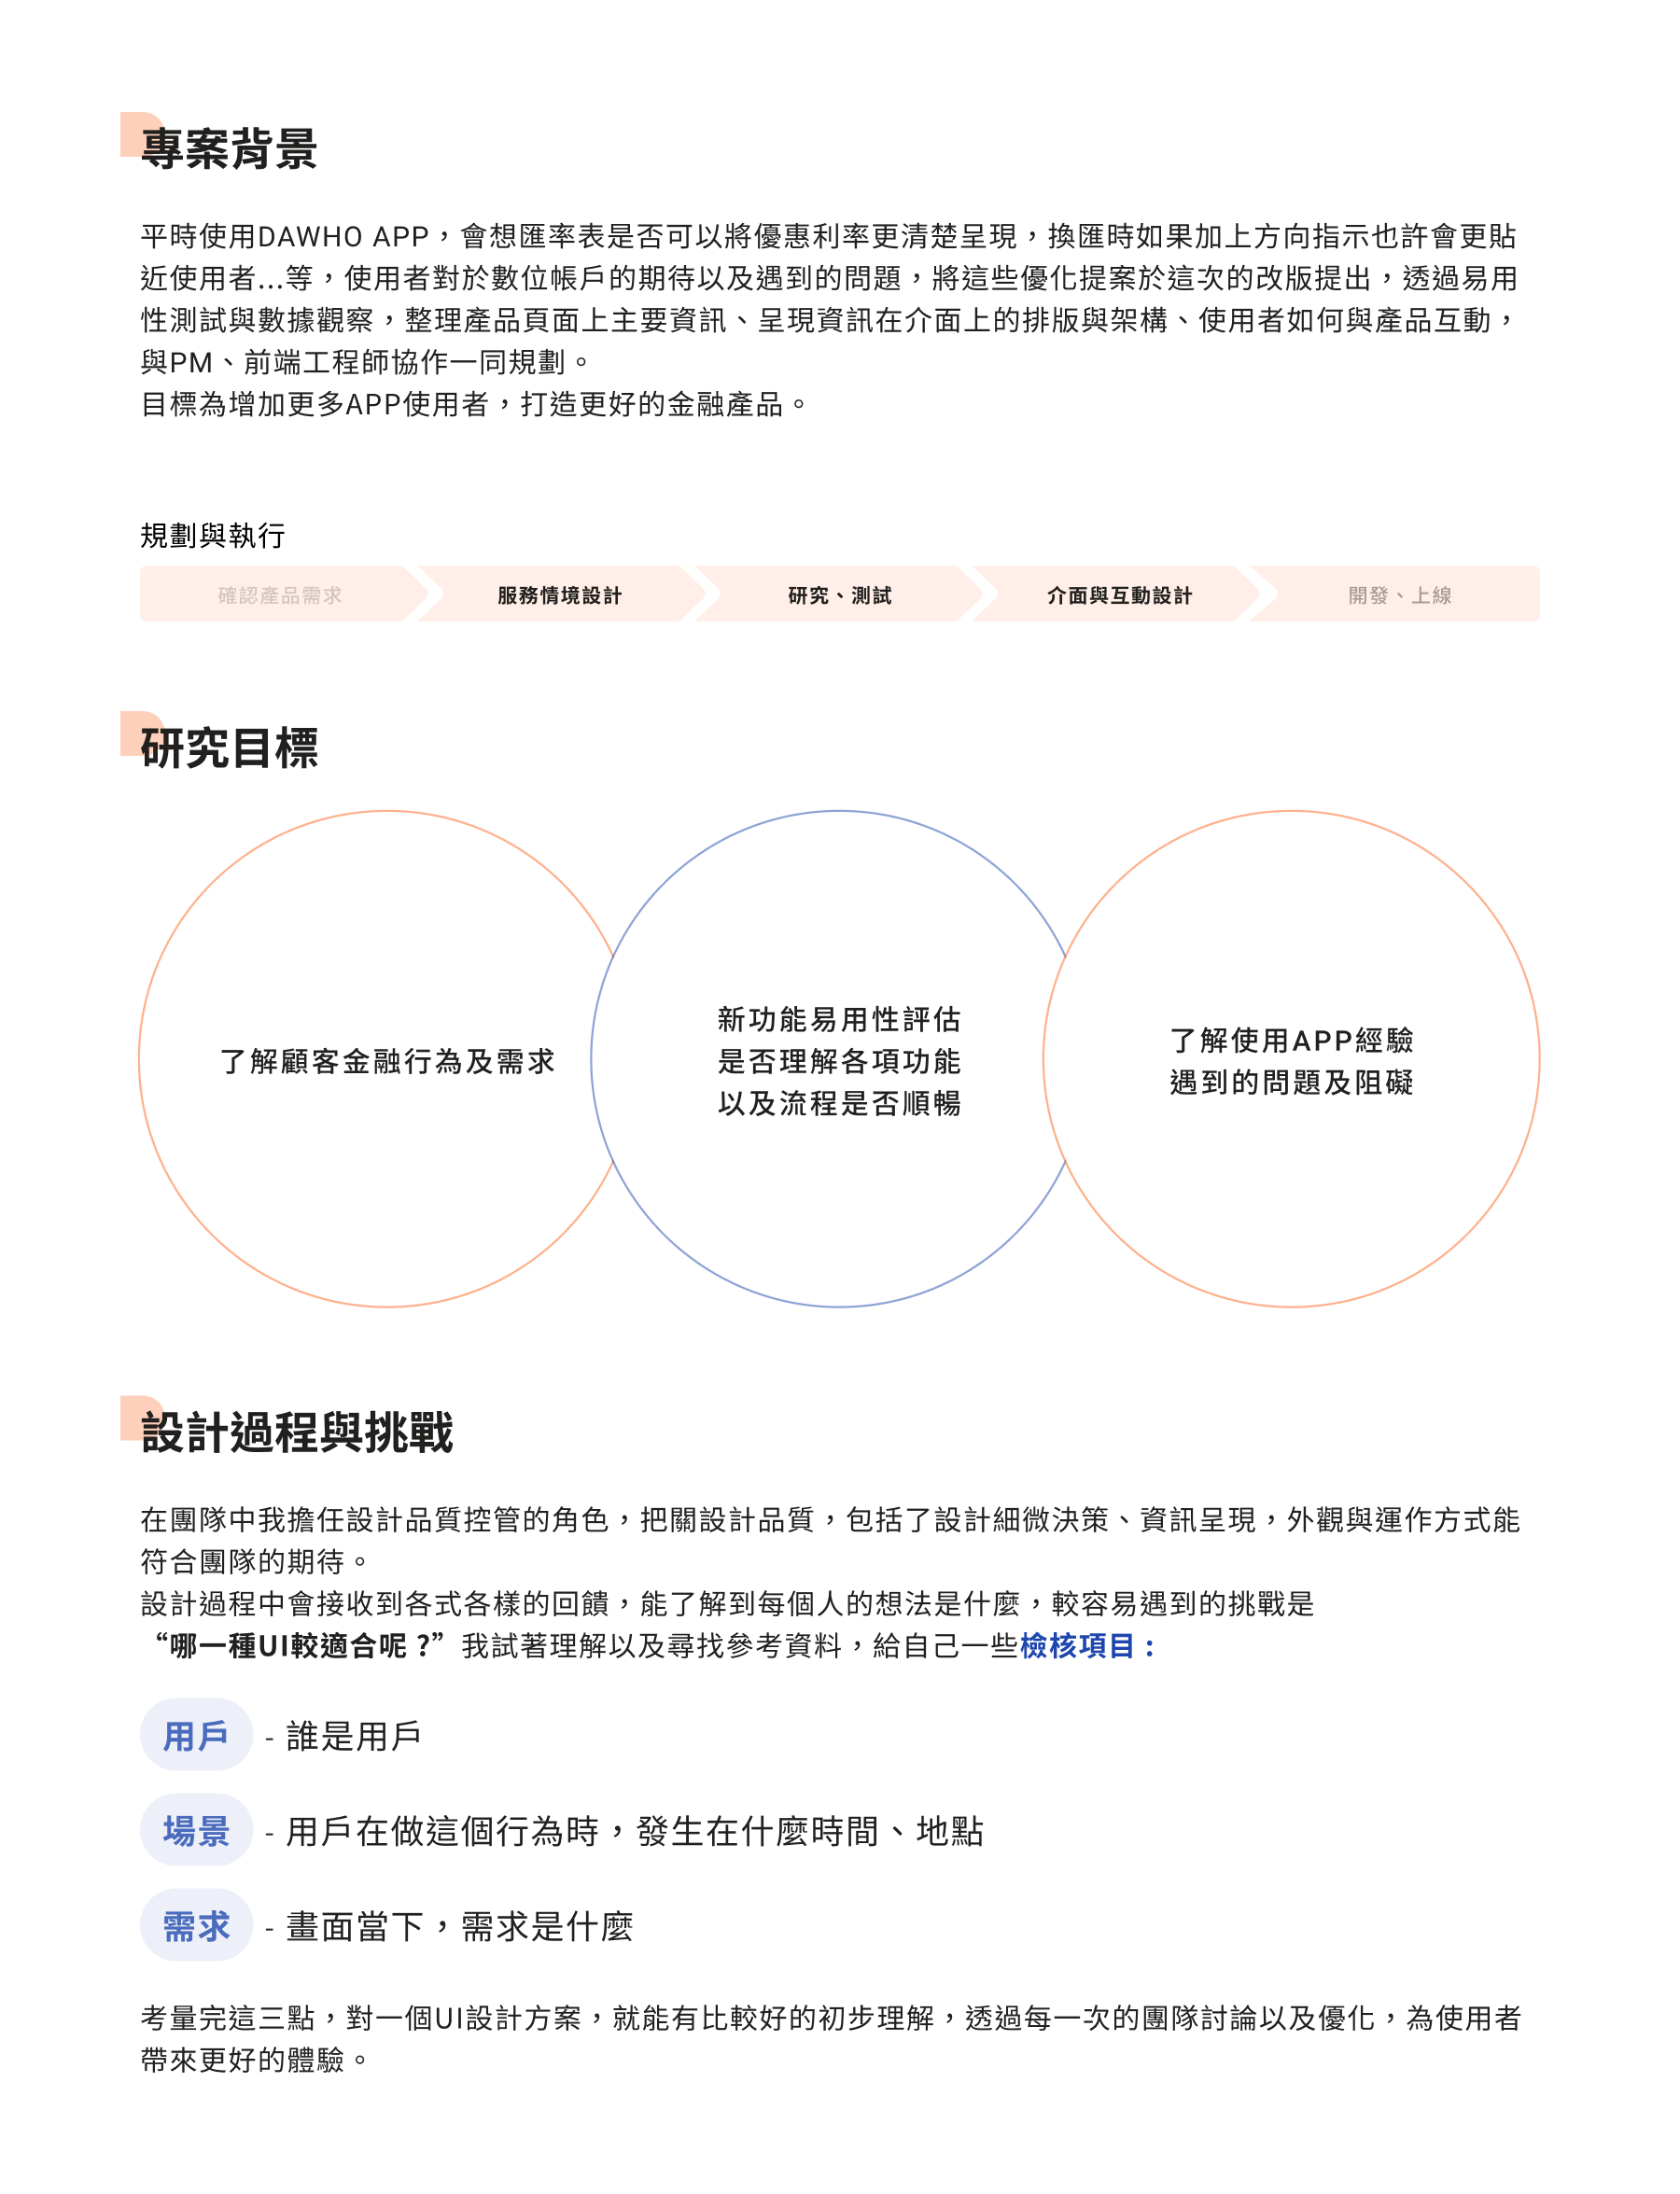 專案背景
平時使用DAWHO APP，會想匯率表是否可以將優惠利率更清楚呈現，換匯時如果加上方向指示也許會更貼
近使用者...等，使用者對於數位帳戶的期待以及遇到的問題，將這些優化提案於這次的改版提出，透過易用
性測試與數據觀察，整理產品頁面上主要資訊、呈現資訊在介面上的排版與架構、使用者如何與產品互動，
與PM、前端工程師協作一同規劃。
目標為增加更多APP使用者，打造更好的金融產品。
規劃與執行
確認產品需求
服務情境設計
研究、測試
介面與互動設計
開發、上線
研究目標
了解顧客金融行為及需求
新功能易用性評估
是否理解各項功能
以及流程是否順暢
了解使用APP經驗
遇到的問題及阻礙
設計過程與挑戰
在團隊中我擔任設計品質控管的角色，把關設計品質，包括了設計細微決策、資訊呈現，外觀與運作方式能
符合團隊的期待。
設計過程中會接收到各式各樣的回饋，能了解到每個人的想法是什麼，較容易遇到的挑戰是
“哪一種UI較適合呢？”我試著理解以及尋找參考資料，給自己一些檢核項目：
用戶 - 誰是用戶
場景 - 用戶在做這個行為時，發生在什麼時間、地點
需求 - 畫面當下，需求是什麼
考量完這三點，對一個UI設計方案，就能有比較好的初步理解，透過每一次的團隊討論以及優化，為使用者
帶來更好的體驗。